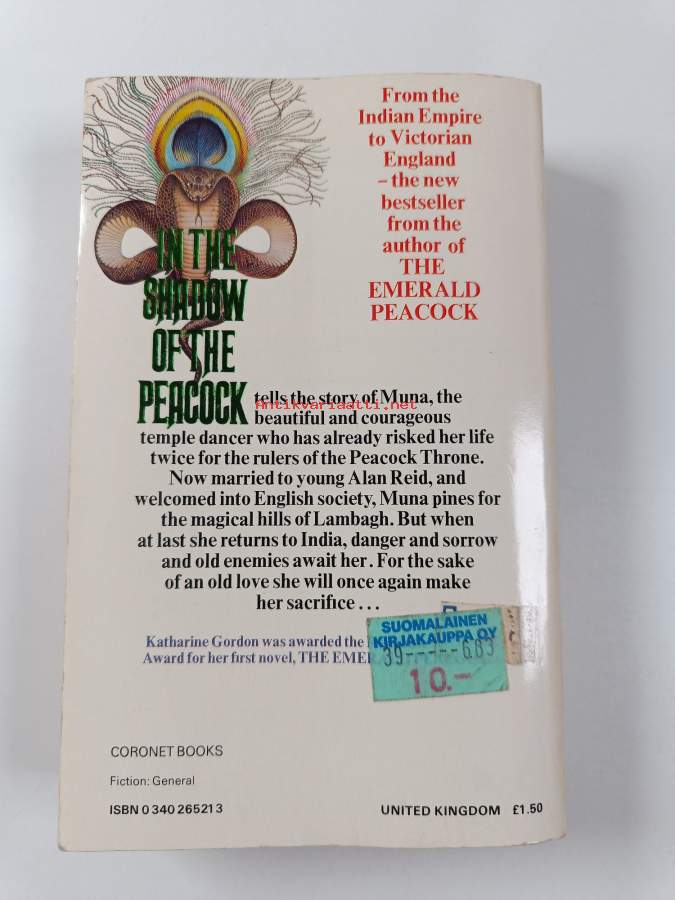 From the
Indian Empire
to Victorian
England
– the new
bestseller
from the
author of
THE
EMERALD
PEACOCK
IN THE
SHADOW
OF THE
PEACOCK
tells the story of Muna, the
Antikvariaatti.net
beautiful and courageous
temple dancer who has already risked her life
twice for the rulers of the Peacock Throne.
Now married to young Alan Reid, and
welcomed into English society, Muna pines for
the magical hills of Lambagh. But when
at last she returns to India, danger and sorrow
and old enemies await her. For the sake
of an old love she will once again make
her sacrifice . . .
Katharine Gordon was awarded the
Award for her first novel, THE
SUOMALAINEN
KIRJAKAUPPA OY
39-----683
10.-
CORONET BOOKS
Fiction: General
ISBN 0 340 26521 3
UNITED KINGDOM £1.50